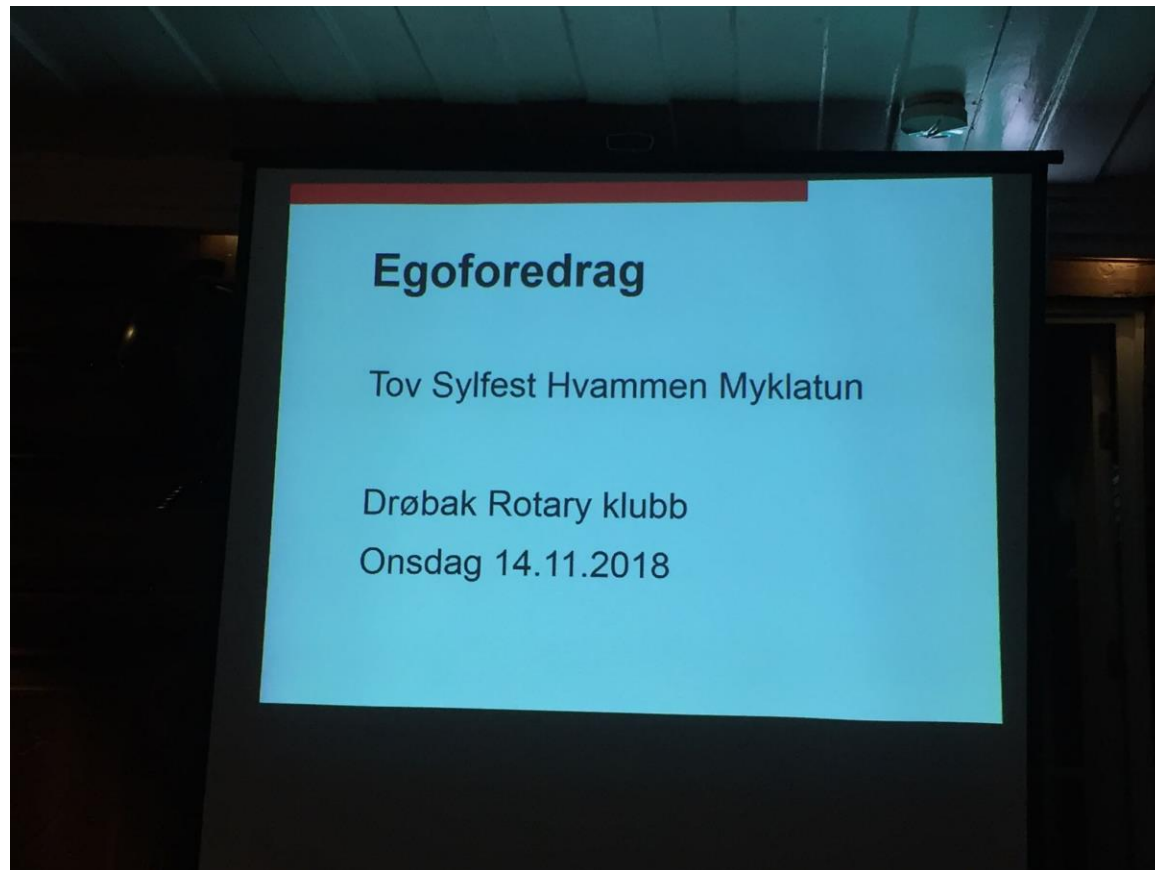 Egoforedrag
Tov Sylfest Hvammen Myklatun
Drøbak Rotary klubb
Onsdag 14.11.2018